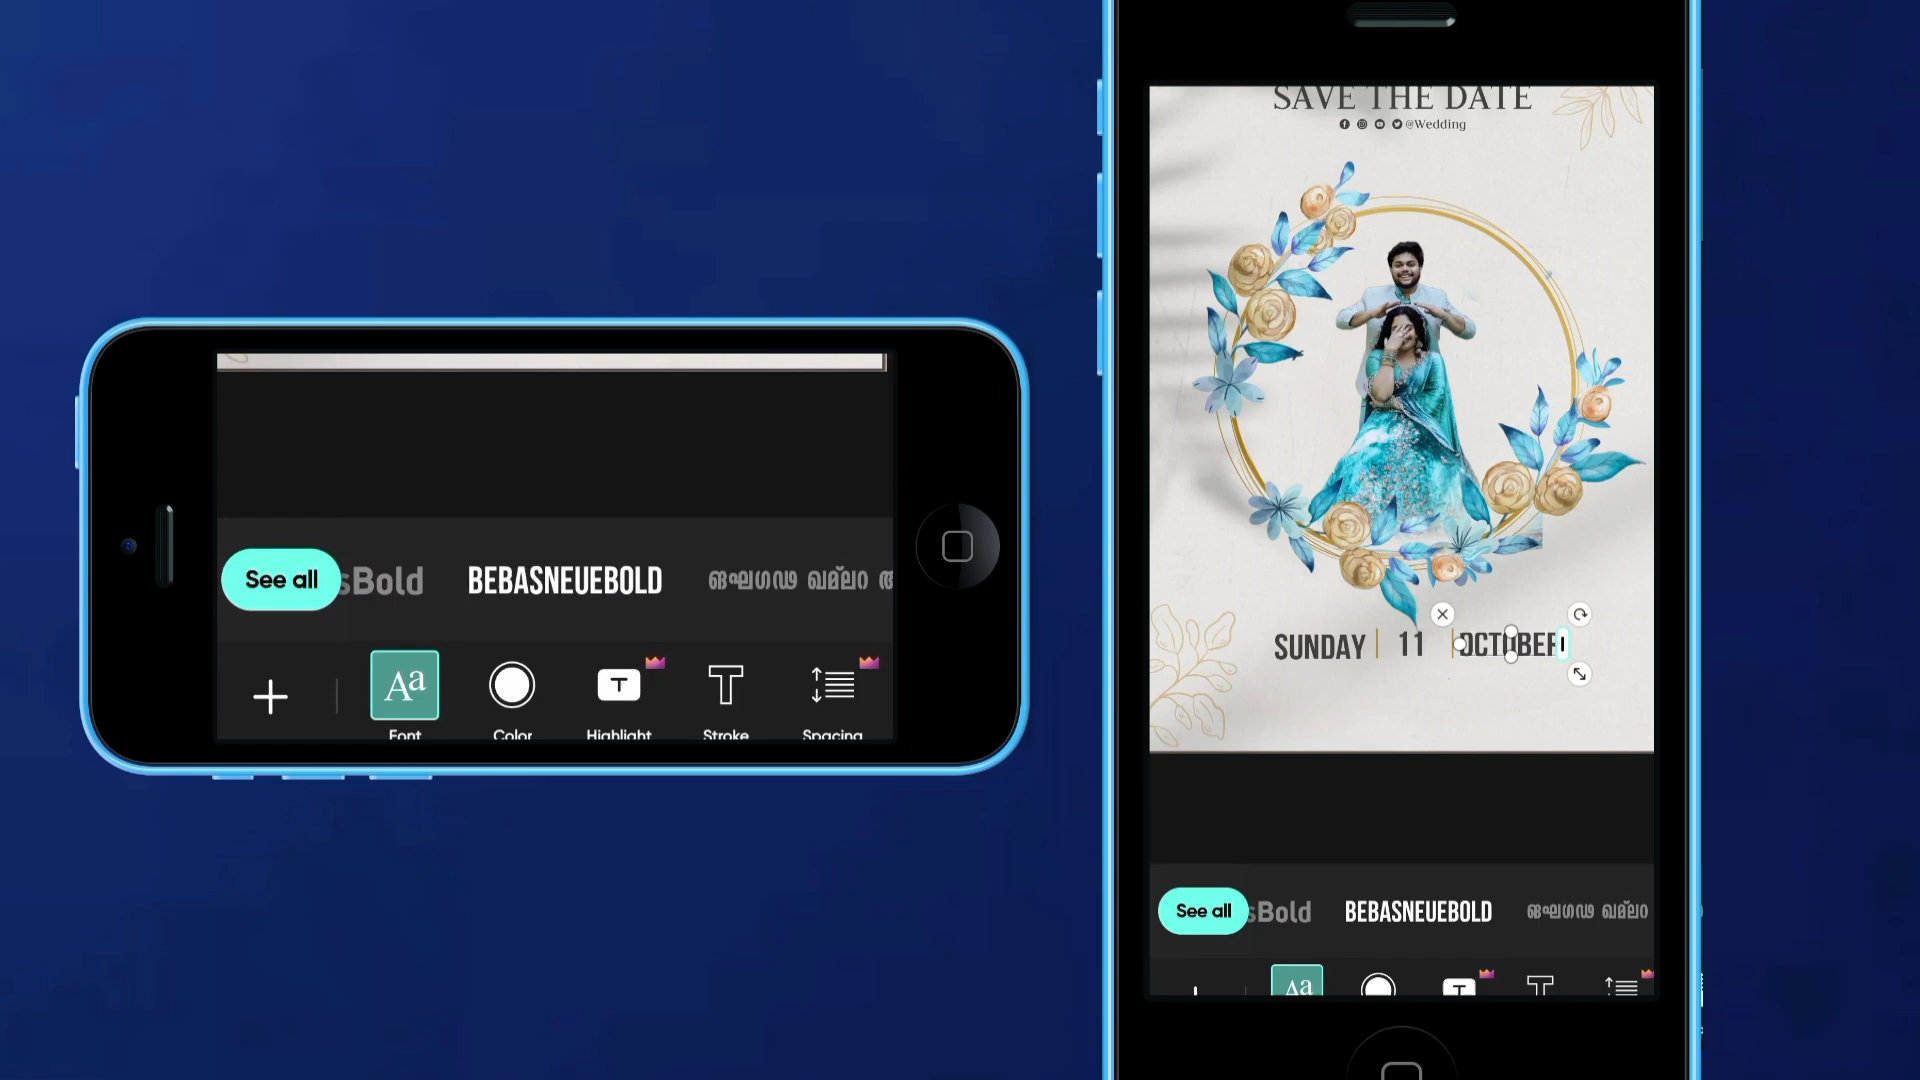 See all
sBold
BEBASNEUEBOLD
Font
Color
Highlight
Stroke
Spacing
SAVE THE DATE
@Wedding
SUNDAY
11
OCTOBER
See all
sBold
BEBASNEUEBOLD
Aa
T